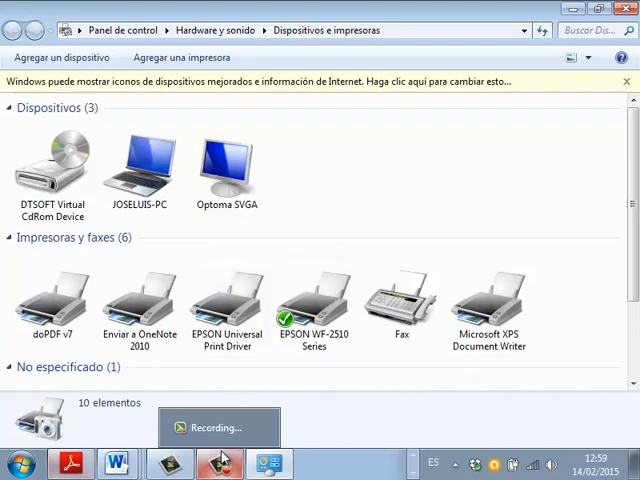 Panel de control
Hardware y sonido
Dispositivos e impresoras
Buscar Dis...
Agregar un dispositivo
Agregar una impresora
Windows puede mostrar iconos de dispositivos mejorados e información de Internet. Haga clic aquí para cambiar esto...
Dispositivos (3)
DTSOFT Virtual
CdRom Device
JOSELUIS-PC
Optoma SVGA
Impresoras y faxes (6)
doPDF v7
Enviar a OneNote
2010
EPSON Universal
Print Driver
EPSON WF-2510
Series
Fax
Microsoft XPS
Document Writer
No especificado (1)
10 elementos
Recording...
ES
12:59
14/02/2015